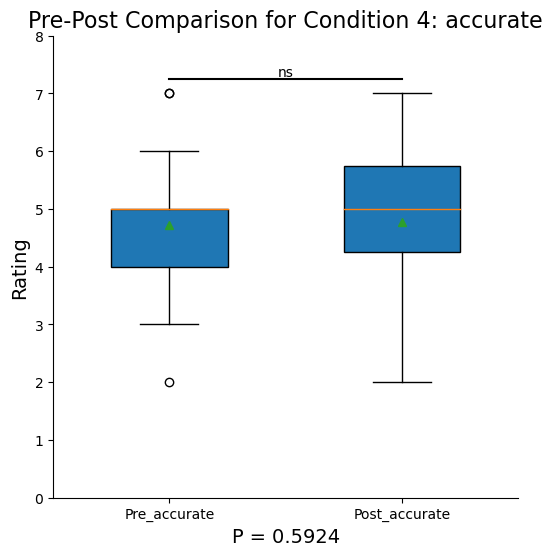 Pre-Post Comparison for Condition 4: accurate
8
7
6
5
4
3
2
1
0
Rating
ns
Pre_accurate
Post_accurate
P = 0.5924